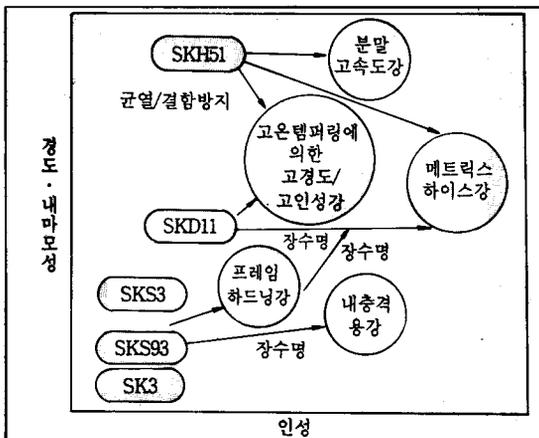 SKH51
분말
고속도강
균열/결함방지
고온템퍼링에
의한
고경도/
고인성강
메트릭스
하이스강
경도·내마모성
SKD11
장수명
장수명
프레임
하드닝강
SKS3
내충격
용강
SKS93
장수명
SK3
인성